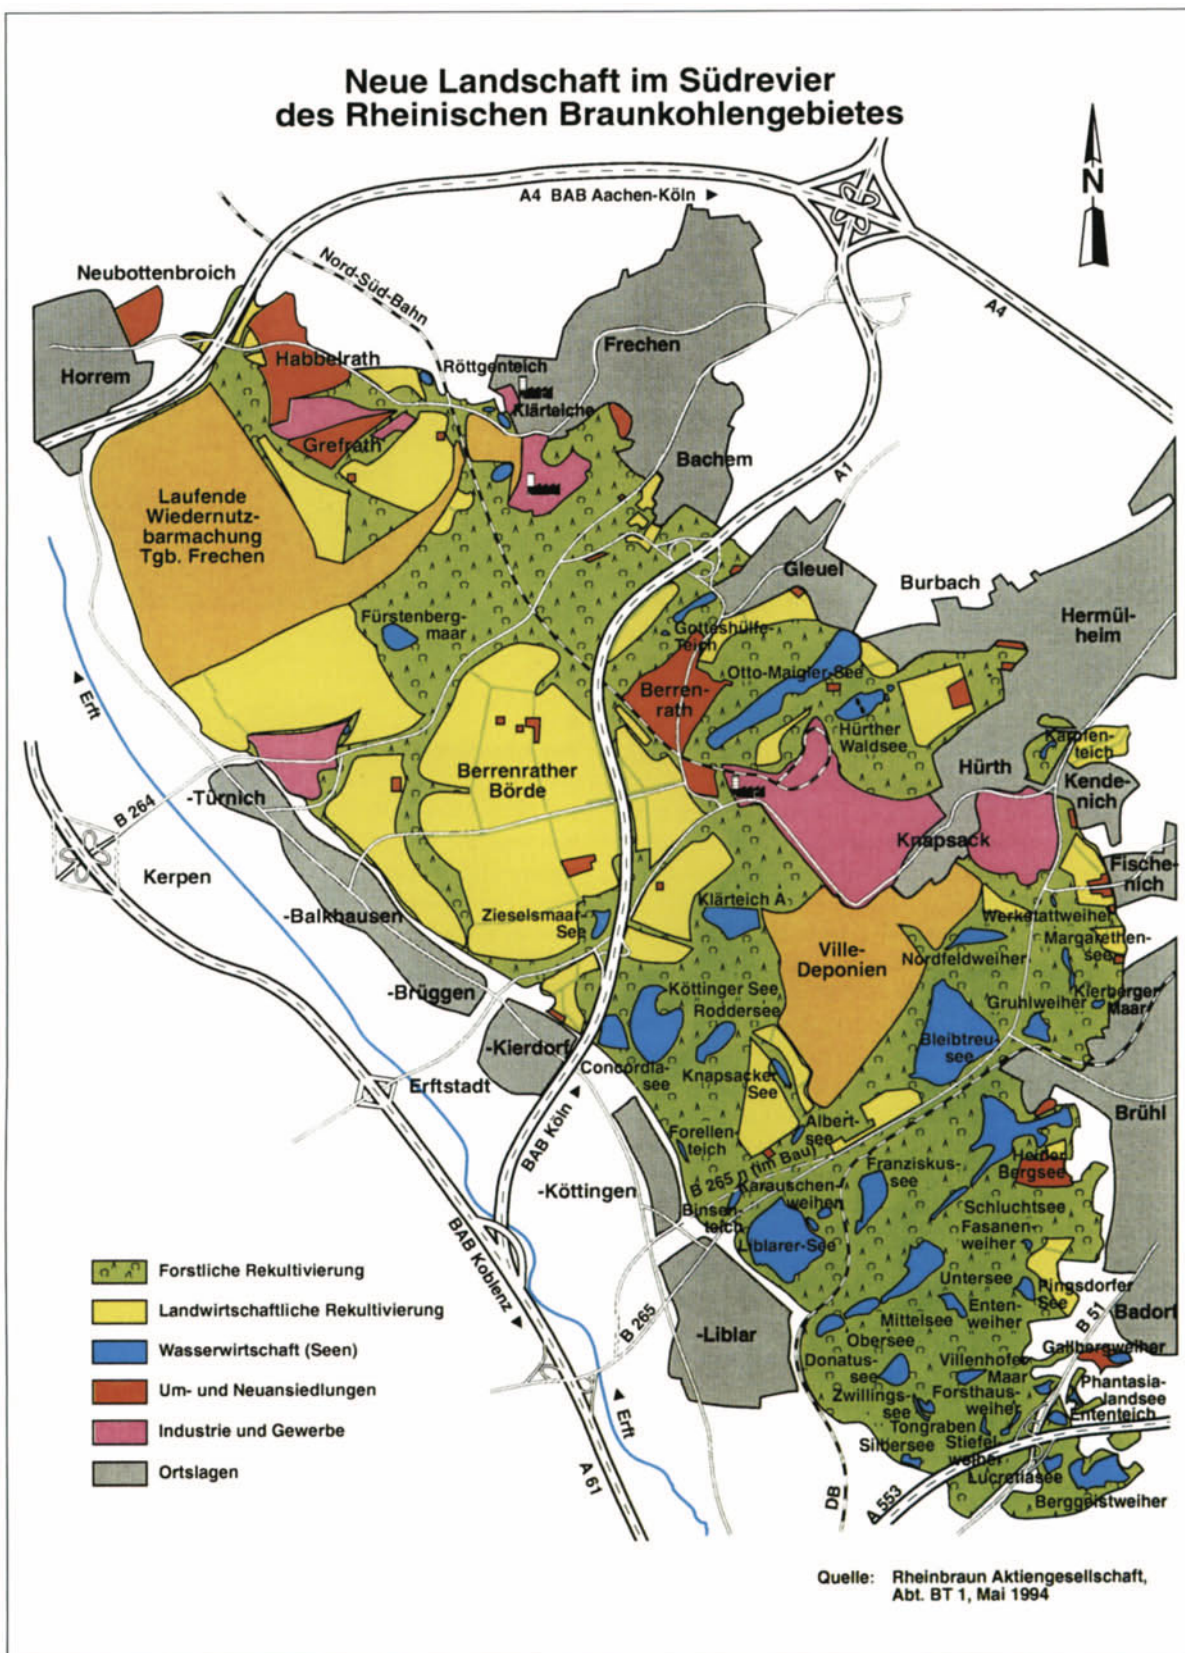 Neue Landschaft im Südrevier
des Rheinischen Braunkohlengebietes
A4 BAB Aachen-Köln
N
Nord-Süd-Bahn
Neubottenbroich
A4
Frechen
Habbelrath
Röttgenteich
Horrem
Klärteiche
Grefrath
Bachem
A1
Laufende
Wiedernutz-
barmachung
Tgb. Frechen
Gleuel
Burbach
Hermül-
heim
Fürstenberg-
maar
Gotteshülfe-
Teich
Otto-Maigler-See
Erft
Berren-
rath
Hürther
Waldsee
Karpfen-
teich
Berrenrather
Börde
Hürth
Kende-
nich
-Türnich
B 264
Knapsack
Kerpen
Fische-
nich
Klärteich A
-Balkhausen
Zieselsmaar-
See
Werkstattweiher
Ville-
Deponien
Margarethen-
see
Nordfeldweiher
-Brüggen
Köttinger See
Roddersee
Gruhlweiher
Kierberger
Maar
-Kierdorf
Bleibtreu-
see
Concordia-
see
Knapsacker
See
Erftstadt
BAB Köln
Albert-
see
Brühl
Forellen-
teich
B 265 n (im Bau)
Franziskus-
see
Heider
Bergsee
-Köttingen
Karauschen-
weihen
Binsen-
teich
Schluchtsee
Fasanen-
weiher
BAB Koblenz
Liblarer-See
Untersee
Pingsdorfer
See
Enten-
weiher
Badorf
B 51
B 265
-Liblar
Mittelsee
Obersee
Gallbergweiher
Donatus-
see
Villenhofer
Maar
Phantasia-
landsee
Zwillings-
see
Forsthaus-
weiher
Ententeich
Tongraben
Silbersee
Stiefel-
weiher
Lucretiasee
Berggeistweiher
Erft
A 61
DB
A 553
Forstliche Rekultivierung
Landwirtschaftliche Rekultivierung
Wasserwirtschaft (Seen)
Um- und Neuansiedlungen
Industrie und Gewerbe
Ortslagen
Quelle: Rheinbraun Aktiengesellschaft,
Abt. BT 1, Mai 1994